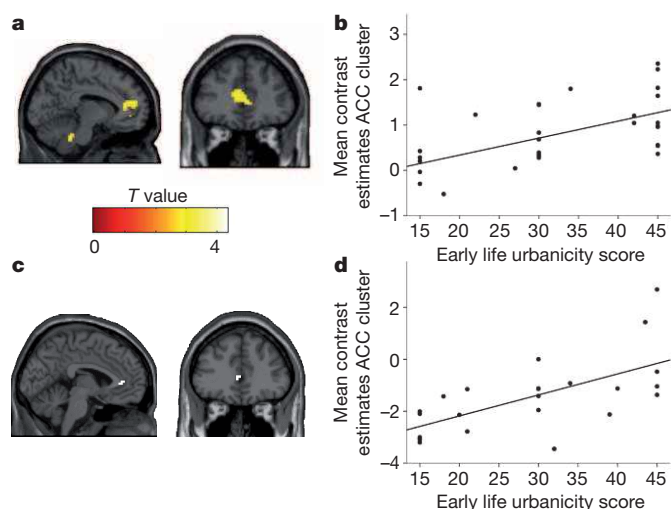 a
T value
0
4
b
Mean contrast
estimates ACC cluster
3
2
1
0
−1
15 20 25 30 35 40 45
Early life urbanicity score
c
d
Mean contrast
estimates ACC cluster
2
0
−2
−4
15 20 25 30 35 40 45
Early life urbanicity score